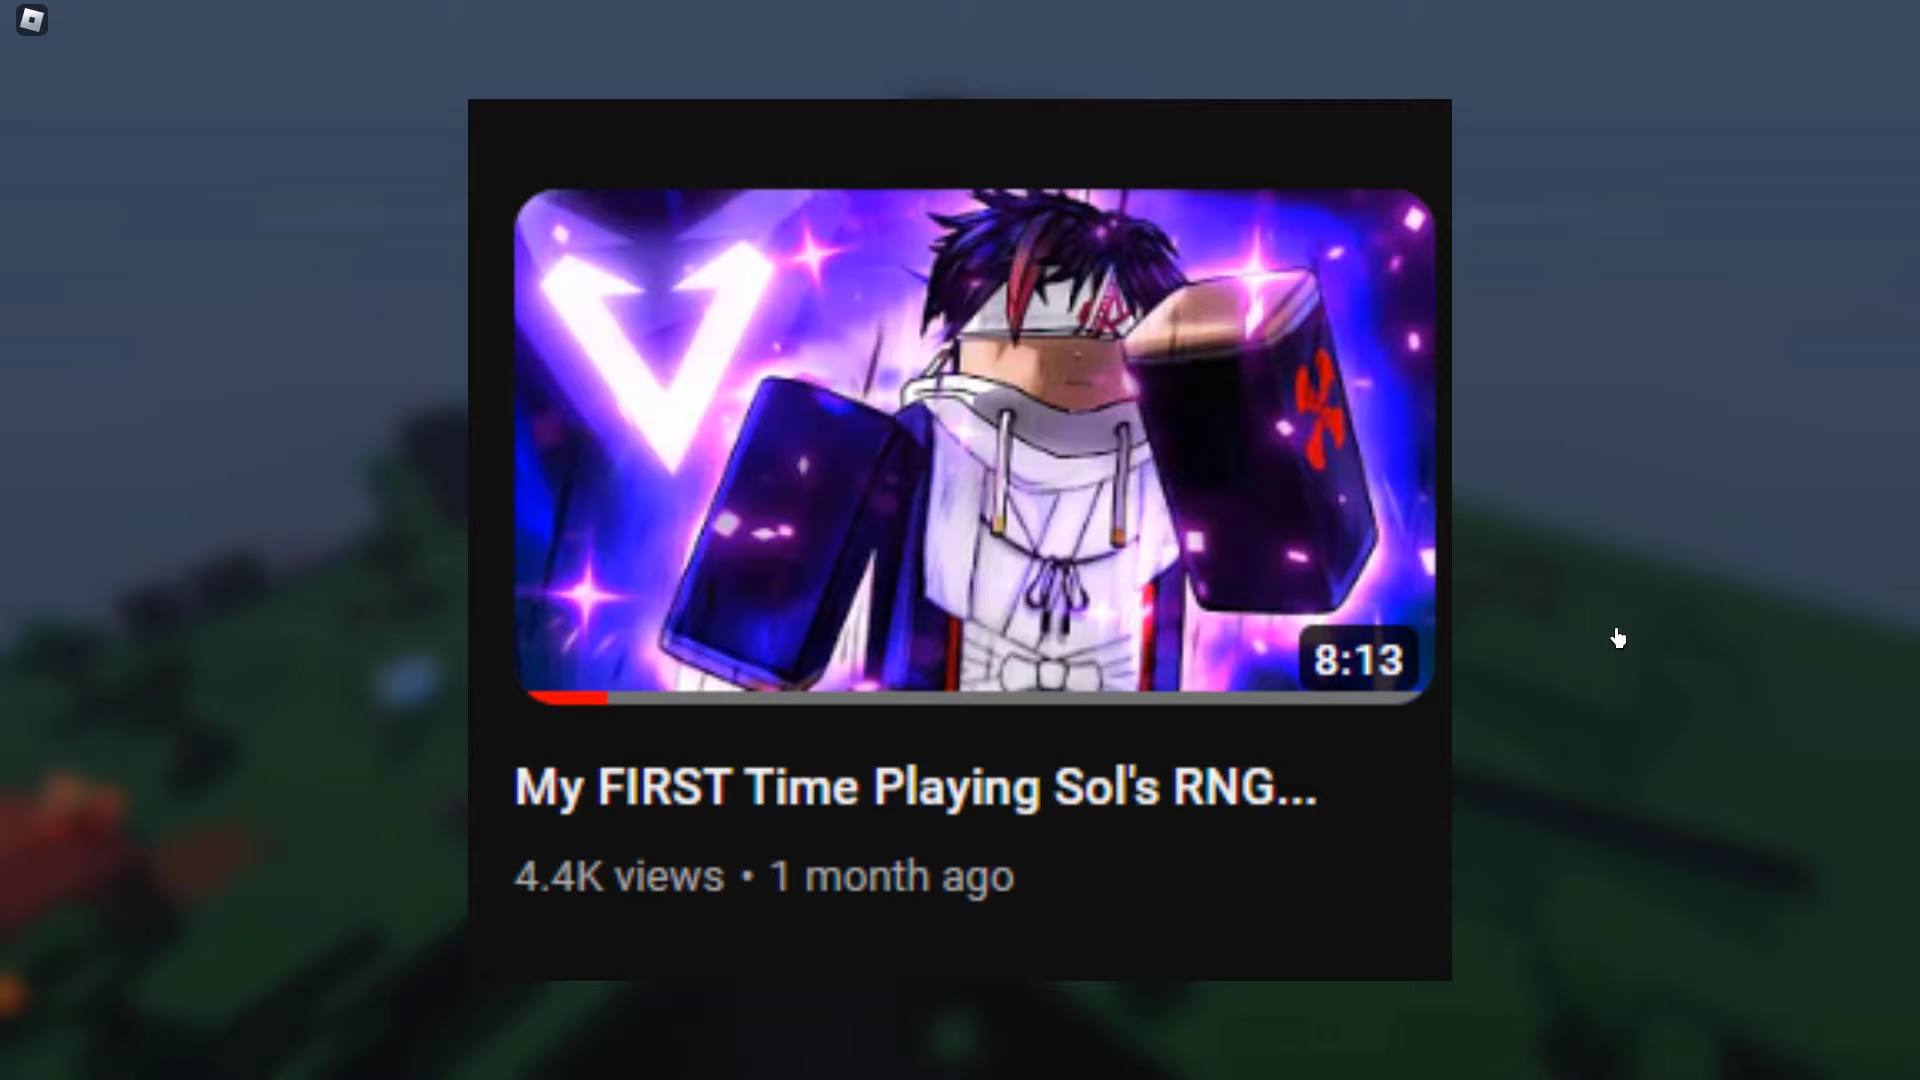 8:13
My FIRST Time Playing Sol's RNG...
4.4K views • 1 month ago